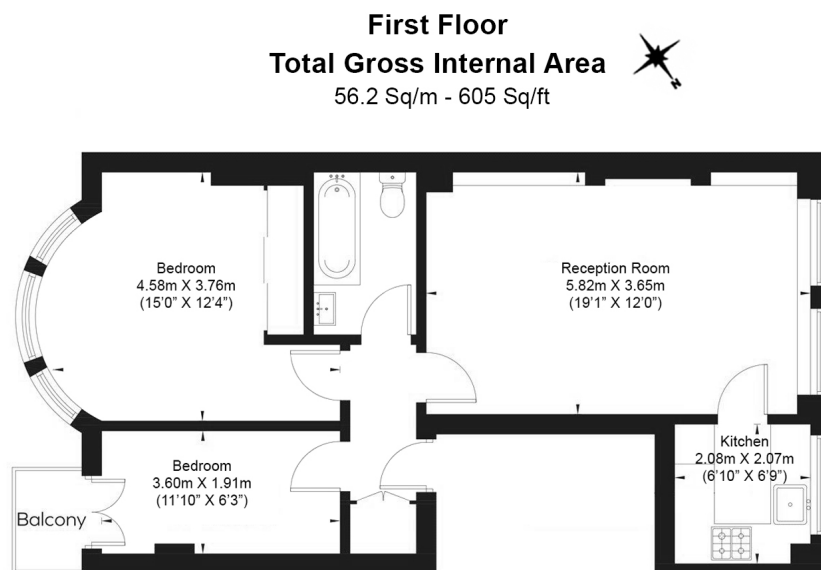 First Floor
Total Gross Internal Area
56.2 Sq/m - 605 Sq/ft
N
Bedroom
4.58m X 3.76m
(15'0" X 12'4")
Reception Room
5.82m X 3.65m
(19'1" X 12'0")
Bedroom
3.60m X 1.91m
(11'10" X 6'3")
Balcony
Kitchen
2.08m X 2.07m
(6'10" X 6'9")